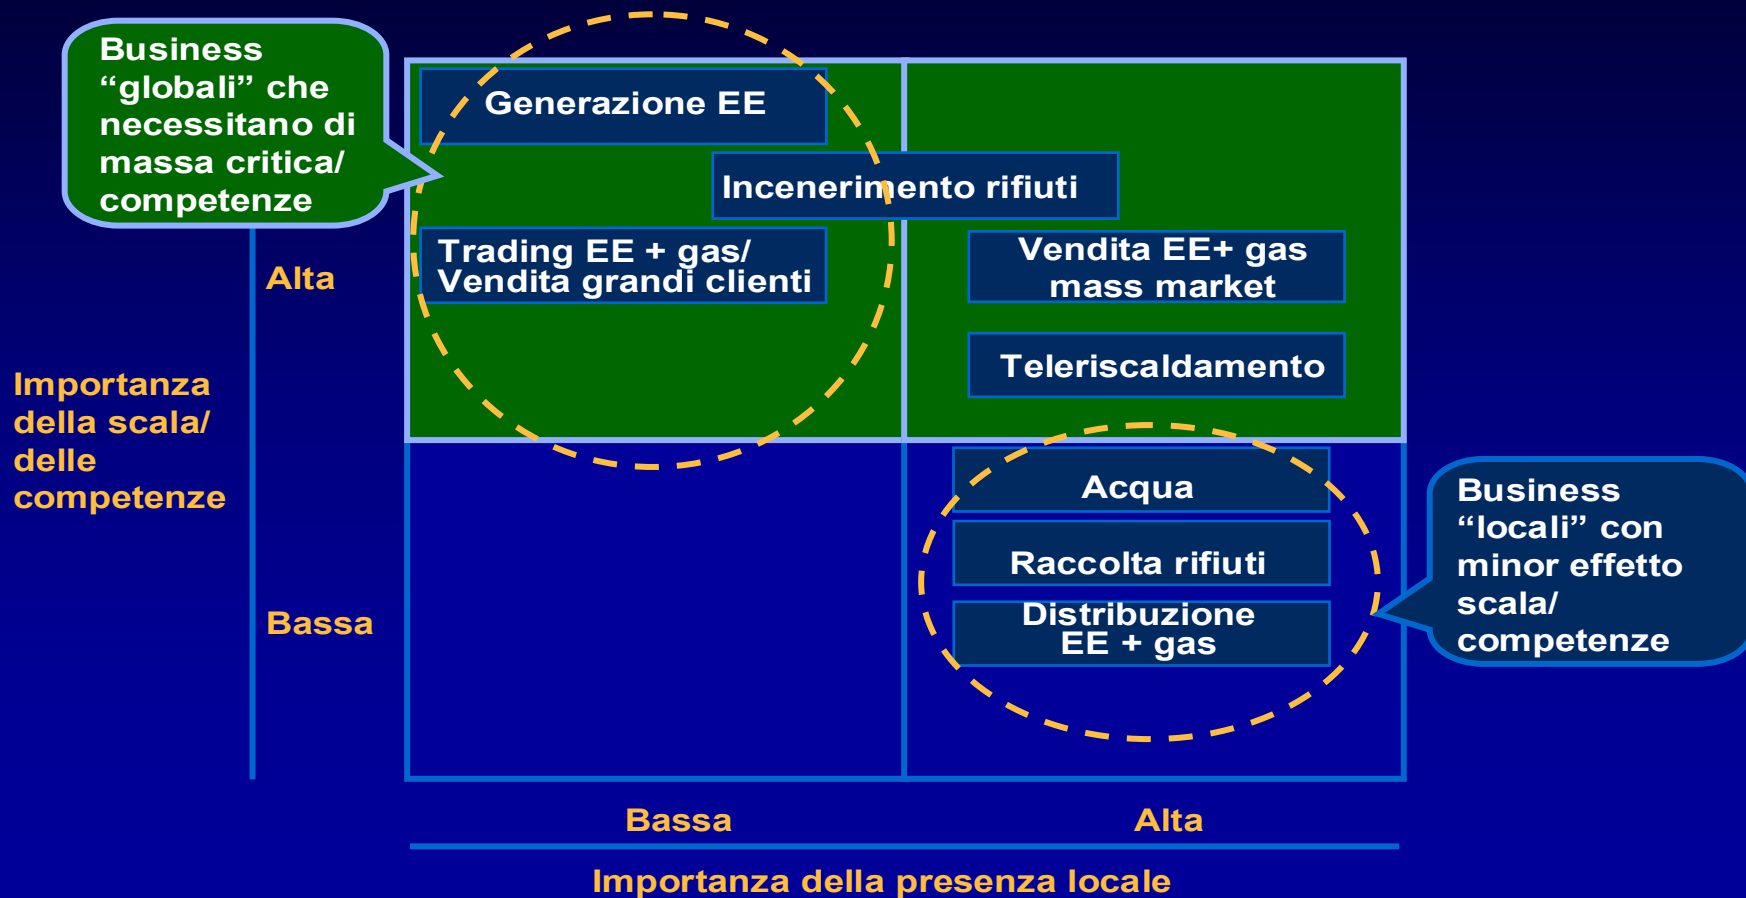 Business
“globali” che
necessitano di
massa critica/
competenze
Generazione EE
Incenerimento rifiuti
Trading EE + gas/
Vendita grandi clienti
Vendita EE+ gas
mass market
Teleriscaldamento
Alta
Importanza
della scala/
delle
competenze
Bassa
Acqua
Raccolta rifiuti
Distribuzione
EE + gas
Business
“locali” con
minor effetto
scala/
competenze
Bassa
Alta
Importanza della presenza locale